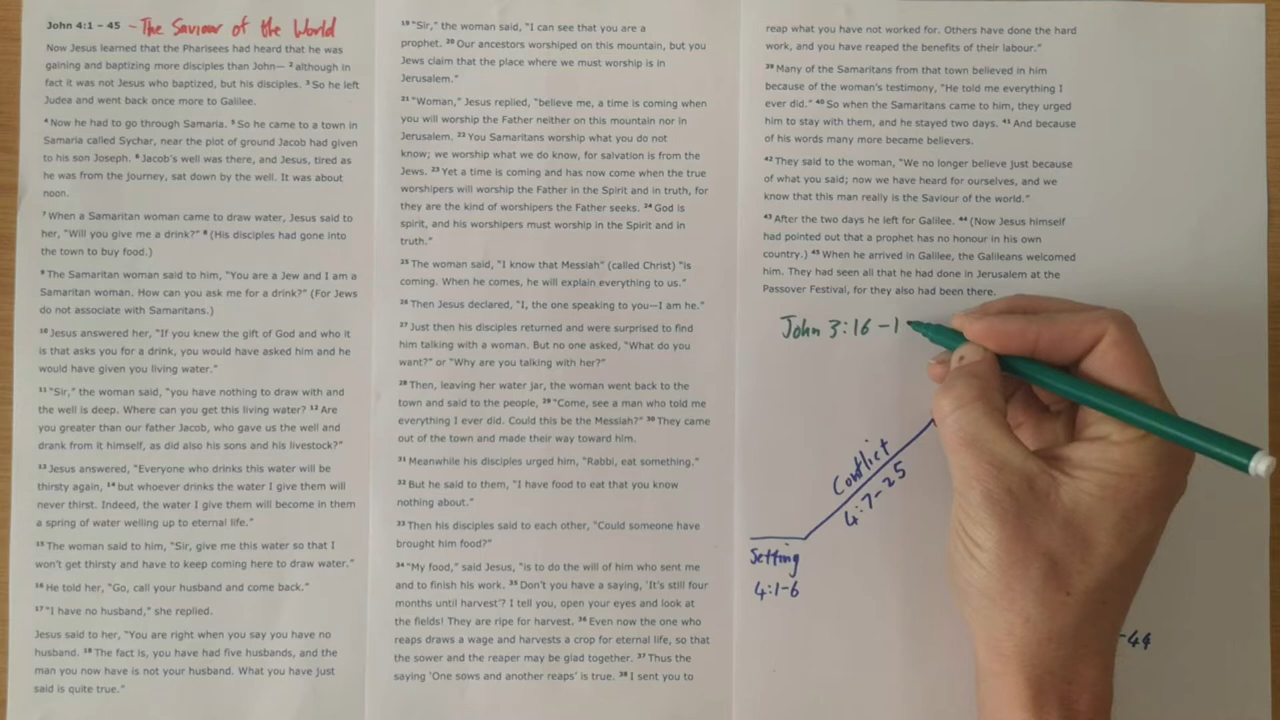 John 4:1 – 45 - The Saviour of the World
Now Jesus learned that the Pharisees had heard that he was
gaining and baptizing more disciples than John— ² although in
fact it was not Jesus who baptized, but his disciples. ³ So he left
Judea and went back once more to Galilee.
⁴ Now he had to go through Samaria. ⁵ So he came to a town in
Samaria called Sychar, near the plot of ground Jacob had given
to his son Joseph. ⁶ Jacob's well was there, and Jesus, tired as
he was from the journey, sat down by the well. It was about
noon.
⁷ When a Samaritan woman came to draw water, Jesus said to
her, "Will you give me a drink?" ⁸ (His disciples had gone into
the town to buy food.)
⁹ The Samaritan woman said to him, "You are a Jew and I am a
Samaritan woman. How can you ask me for a drink?" (For Jews
do not associate with Samaritans.)
¹⁰ Jesus answered her, "If you knew the gift of God and who it
is that asks you for a drink, you would have asked him and he
would have given you living water."
¹¹ "Sir," the woman said, "you have nothing to draw with and
the well is deep. Where can you get this living water? ¹² Are
you greater than our father Jacob, who gave us the well and
drank from it himself, as did also his sons and his livestock?"
¹³ Jesus answered, "Everyone who drinks this water will be
thirsty again, ¹⁴ but whoever drinks the water I give them will
never thirst. Indeed, the water I give them will become in them
a spring of water welling up to eternal life."
¹⁵ The woman said to him, "Sir, give me this water so that I
won't get thirsty and have to keep coming here to draw water."
¹⁶ He told her, "Go, call your husband and come back."
¹⁷ "I have no husband," she replied.
Jesus said to her, "You are right when you say you have no
husband. ¹⁸ The fact is, you have had five husbands, and the
man you now have is not your husband. What you have just
said is quite true."
¹⁹ "Sir," the woman said, "I can see that you are a
prophet. ²⁰ Our ancestors worshiped on this mountain, but you
Jews claim that the place where we must worship is in
Jerusalem."
²¹ "Woman," Jesus replied, "believe me, a time is coming when
you will worship the Father neither on this mountain nor in
Jerusalem. ²² You Samaritans worship what you do not
know; we worship what we do know, for salvation is from the
Jews. ²³ Yet a time is coming and has now come when the true
worshipers will worship the Father in the Spirit and in truth, for
they are the kind of worshipers the Father seeks. ²⁴ God is
spirit, and his worshipers must worship in the Spirit and in
truth."
²⁵ The woman said, "I know that Messiah" (called Christ) "is
coming. When he comes, he will explain everything to us."
²⁶ Then Jesus declared, "I, the one speaking to you—I am he."
²⁷ Just then his disciples returned and were surprised to find
him talking with a woman. But no one asked, "What do you
want?" or "Why are you talking with her?"
²⁸ Then, leaving her water jar, the woman went back to the
town and said to the people, ²⁹ "Come, see a man who told me
everything I ever did. Could this be the Messiah?" ³⁰ They came
out of the town and made their way toward him.
³¹ Meanwhile his disciples urged him, "Rabbi, eat something."
³² But he said to them, "I have food to eat that you know
nothing about."
³³ Then his disciples said to each other, "Could someone have
brought him food?"
³⁴ "My food," said Jesus, "is to do the will of him who sent me
and to finish his work. ³⁵ Don't you have a saying, 'It's still four
months until harvest'? I tell you, open your eyes and look at
the fields! They are ripe for harvest. ³⁶ Even now the one who
reaps draws a wage and harvests a crop for eternal life, so that
the sower and the reaper may be glad together. ³⁷ Thus the
saying 'One sows and another reaps' is true. ³⁸ I sent you to
reap what you have not worked for. Others have done the hard
work, and you have reaped the benefits of their labour."
³⁹ Many of the Samaritans from that town believed in him
because of the woman's testimony, "He told me everything I
ever did." ⁴⁰ So when the Samaritans came to him, they urged
him to stay with them, and he stayed two days. ⁴¹ And because
of his words many more became believers.
⁴² They said to the woman, "We no longer believe just because
of what you said; now we have heard for ourselves, and we
know that this man really is the Saviour of the world."
⁴³ After the two days he left for Galilee. ⁴⁴ (Now Jesus himself
had pointed out that a prophet has no honour in his own
country.) ⁴⁵ When he arrived in Galilee, the Galileans welcomed
him. They had seen all that he had done in Jerusalem at the
Passover Festival, for they also had been there.
John 3:16 - 1
Conflict
4:7-25
Setting
4:1-6
-44